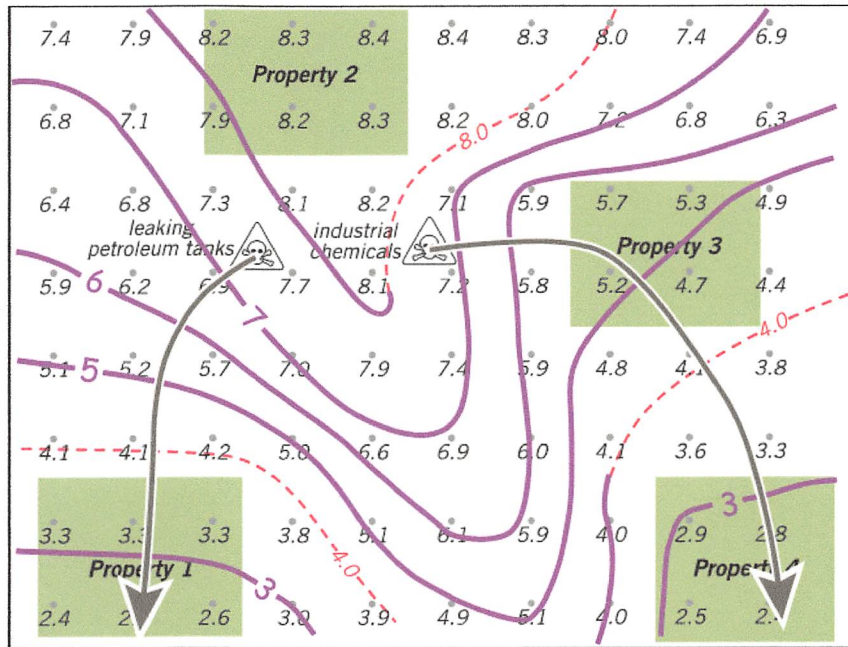 7.4 7.9 8.2 8.3 8.4 8.4 8.3 8.0 7.4 6.9
Property 2
6.8 7.1 7.9 8.2 8.3 8.2 8.0 7.2 6.8 6.3
8.0
6.4 6.8 7.3 8.1 8.2 7.1 5.9 5.7 5.3 4.9
leaking
petroleum tanks
industrial
chemicals
Property 3
5.9 6.2 6.9 7.7 8.1 7.2 5.8 5.2 4.7 4.4
6
7
4.0
5
5.1 5.2 5.7 7.0 7.9 7.4 5.9 4.8 3.8
4.1 4.1 4.2 5.0 6.6 6.9 6.0 4.1 3.6 3.3
3
3.3 3.3 3.8 5.1 6.1 5.9 4.0 2.9 2.8
4.0
Property 1
Property
3
2.4 2.6 3.0 3.9 4.9 5.1 4.0 2.5